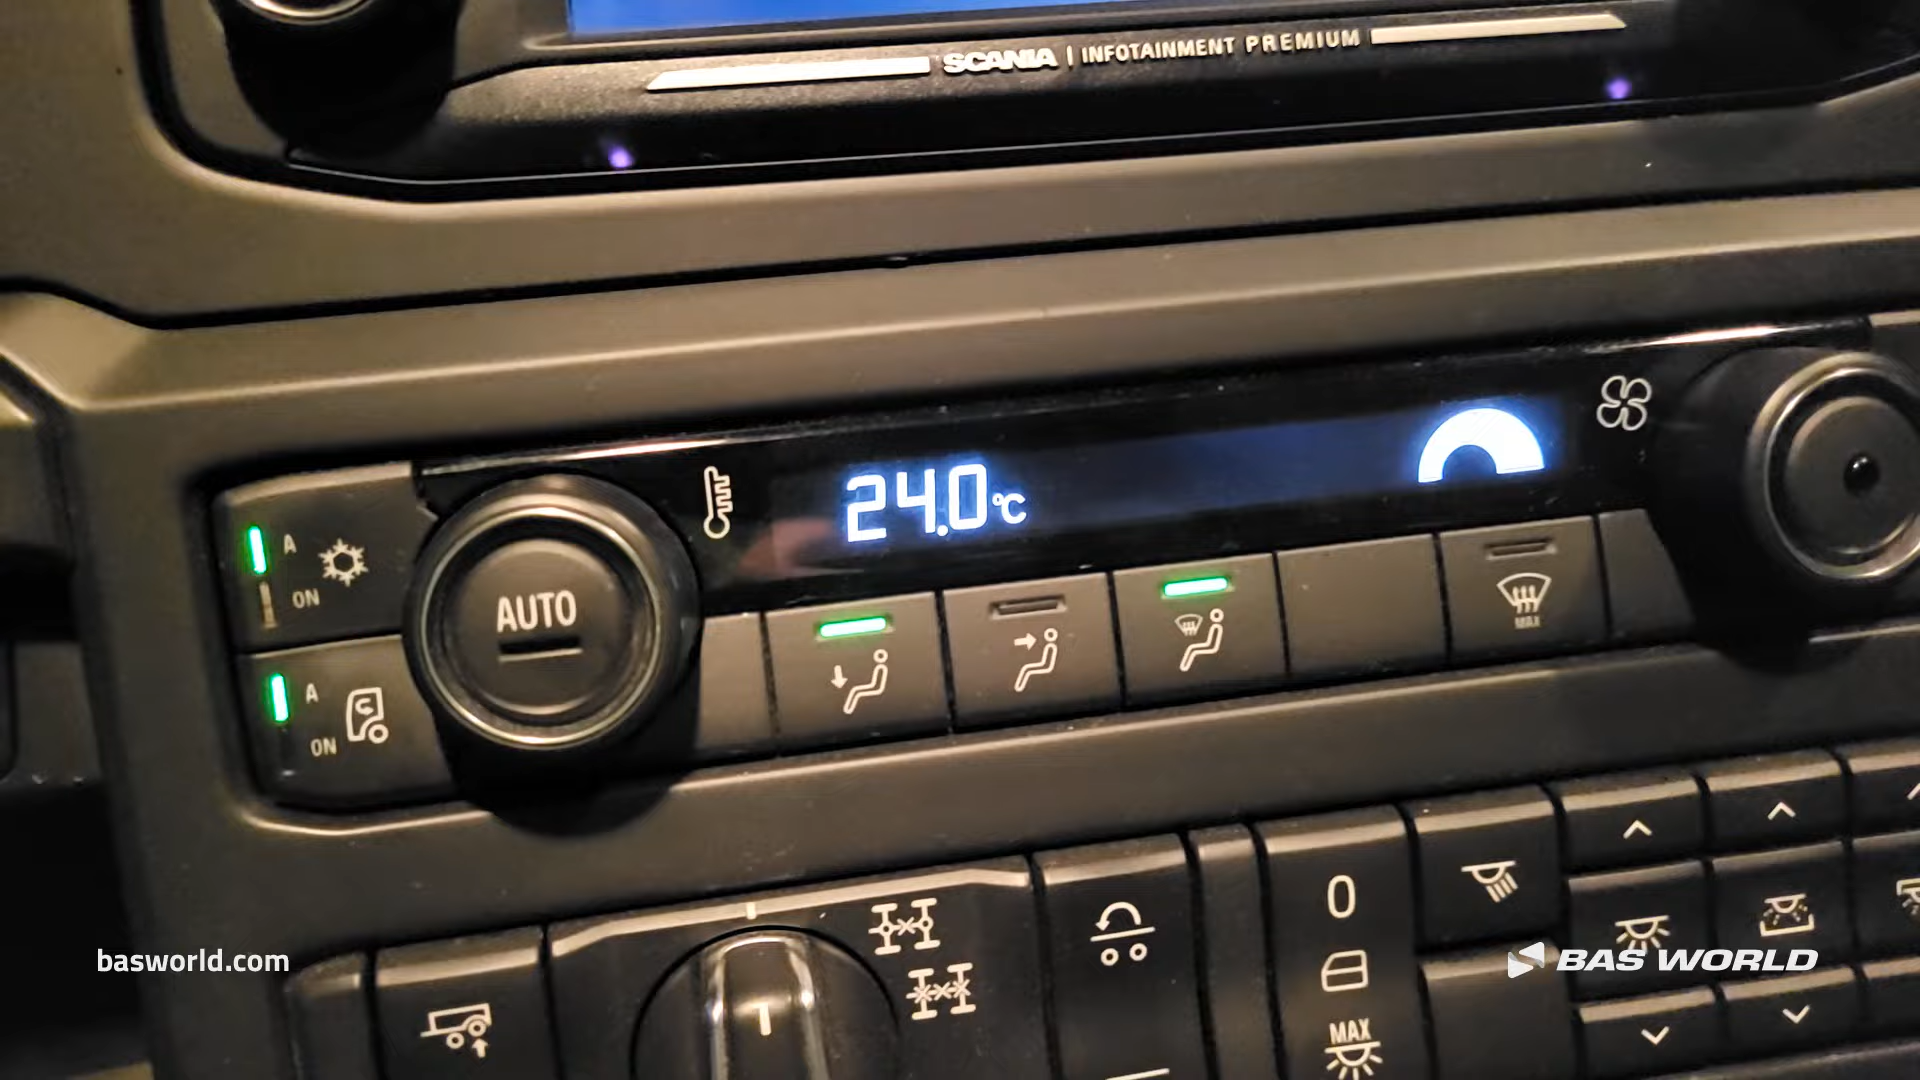 SCANIA | INFOTAINMENT PREMIUM
24.0°C
A
ON
AUTO
A
ON
MAX
0
MAX
basworld.com
BAS WORLD